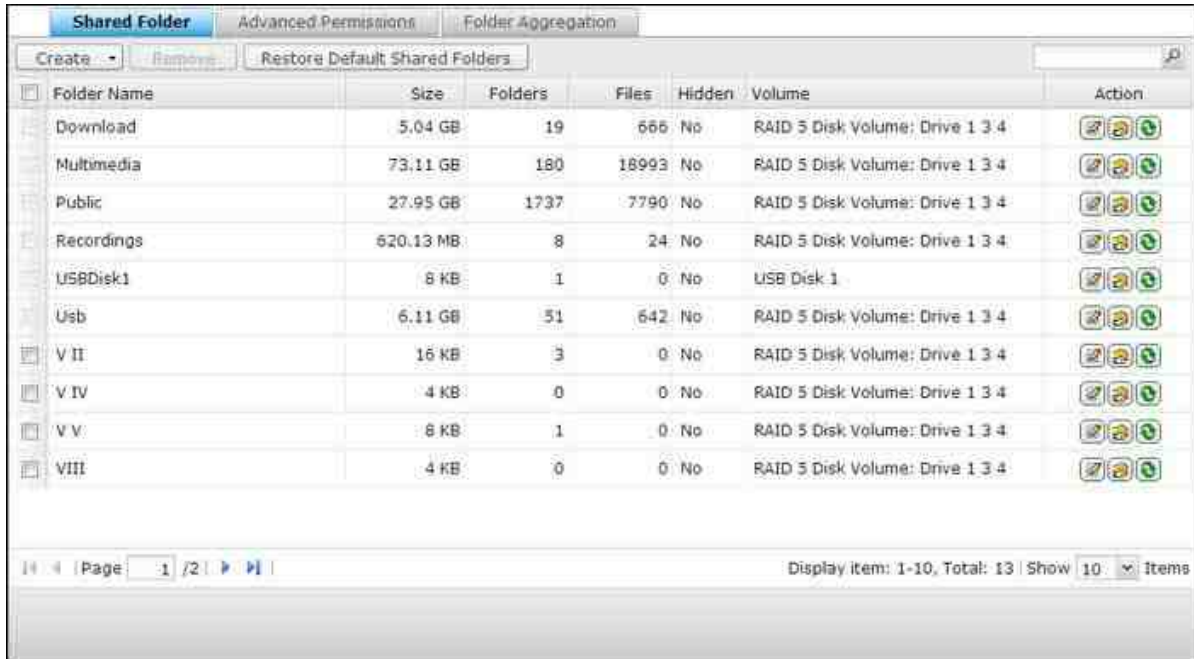 Shared Folder Advanced Permissions Folder Aggregation
Create Remove Restore Default Shared Folders
Folder Name Size Folders Files Hidden Volume Action
Download 5.04 GB 19 666 No RAID 5 Disk Volume: Drive 1 3 4
Multimedia 73.11 GB 180 18993 No RAID 5 Disk Volume: Drive 1 3 4
Public 27.95 GB 1737 7790 No RAID 5 Disk Volume: Drive 1 3 4
Recordings 620.13 MB 8 24 No RAID 5 Disk Volume: Drive 1 3 4
USBDisk1 8 KB 1 0 No USB Disk 1
Usb 6.11 GB 51 642 No RAID 5 Disk Volume: Drive 1 3 4
V II 16 KB 3 0 No RAID 5 Disk Volume: Drive 1 3 4
V IV 4 KB 0 0 No RAID 5 Disk Volume: Drive 1 3 4
V V 8 KB 1 0 No RAID 5 Disk Volume: Drive 1 3 4
VIII 4 KB 0 0 No RAID 5 Disk Volume: Drive 1 3 4
Page 1 /2 Display item: 1-10, Total: 13 Show 10 Items